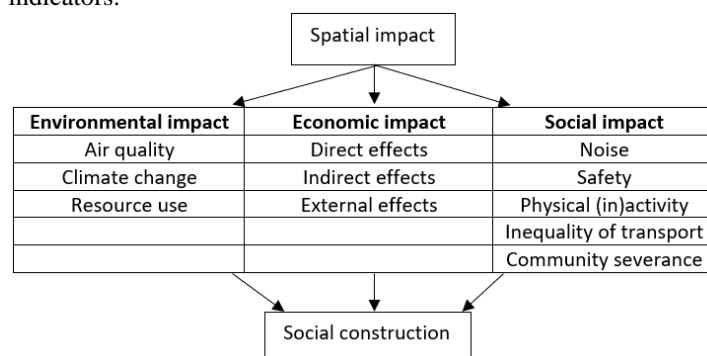 indicators.
Spatial impact
Environmental impact Economic impact Social impact
Air quality Direct effects Noise
Climate change Indirect effects Safety
Resource use External effects Physical (in)activity
Inequality of transport
Community severance
Social construction